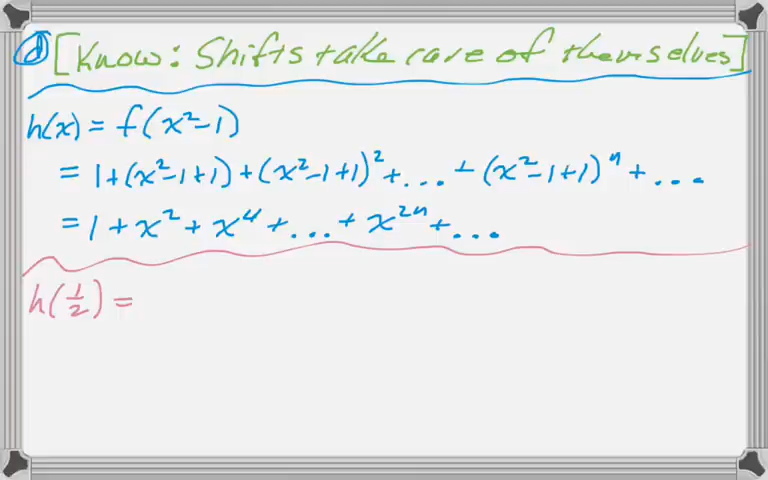 d [Know: Shifts take care of themselves]
h(x) = f(x²-1)
= 1+(x²-1+1)+(x²-1+1)²+...+(x²-1+1)ⁿ+...
= 1+x²+x⁴+...+x²ⁿ+...
h(1/2) =